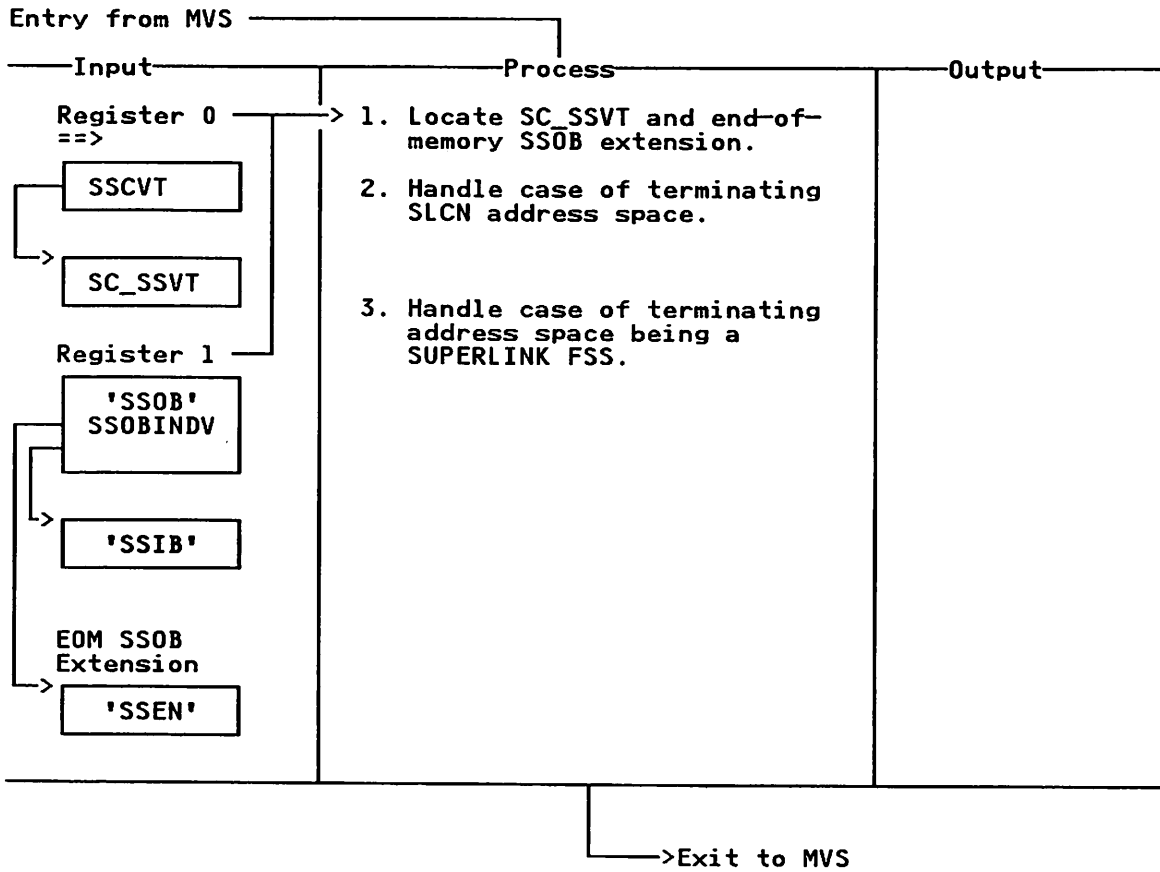 Entry from MVS
Input
Process
Output
Register 0
==>
SSCVT
SC_SSVT
Register 1
'SSOB'
SSOBINDV
'SSIB'
EOM SSOB
Extension
'SSEN'
1. Locate SC_SSVT and end-of-
memory SSOB extension.
2. Handle case of terminating
SLCN address space.
3. Handle case of terminating
address space being a
SUPERLINK FSS.
>Exit to MVS